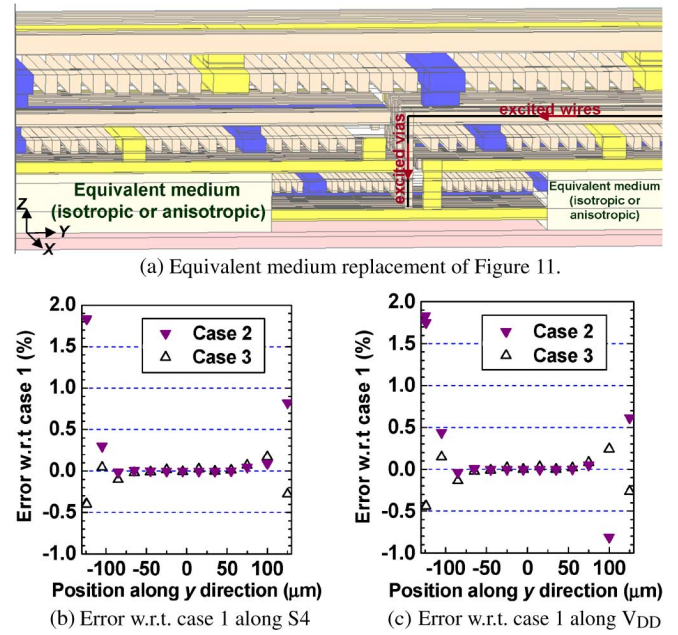 excited wires
excited vias
Equivalent medium
(isotropic or anisotropic)
Equivalent medium
(isotropic or
anisotropic)
Z
Y
X
(a) Equivalent medium replacement of Figure 11.
2.0
1.5
1.0
0.5
0.0
-0.5
-1.0
Error w.r.t case 1 (%)
Case 2
Case 3
-100 -50 0 50 100
Position along y direction (μm)
(b) Error w.r.t. case 1 along S4
2.0
1.5
1.0
0.5
0.0
-0.5
-1.0
Error w.r.t case 1 (%)
Case 2
Case 3
-100 -50 0 50 100
Position along y direction (μm)
(c) Error w.r.t. case 1 along VDD